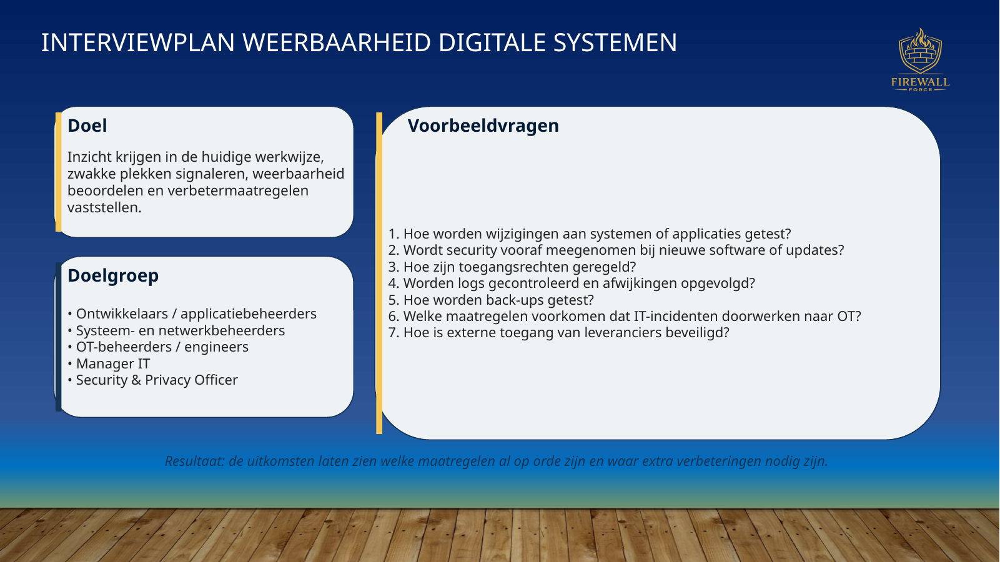 INTERVIEWPLAN WEERBAARHEID DIGITALE SYSTEMEN
FIREWALL
FORCE
Doel
Inzicht krijgen in de huidige werkwijze,
zwakke plekken signaleren, weerbaarheid
beoordelen en verbetermaatregelen
vaststellen.
Doelgroep
• Ontwikkelaars / applicatiebeheerders
• Systeem- en netwerkbeheerders
• OT-beheerders / engineers
• Manager IT
• Security & Privacy Officer
Voorbeeldvragen
1. Hoe worden wijzigingen aan systemen of applicaties getest?
2. Wordt security vooraf meegenomen bij nieuwe software of updates?
3. Hoe zijn toegangsrechten geregeld?
4. Worden logs gecontroleerd en afwijkingen opgevolgd?
5. Hoe worden back-ups getest?
6. Welke maatregelen voorkomen dat IT-incidenten doorwerken naar OT?
7. Hoe is externe toegang van leveranciers beveiligd?
Resultaat: de uitkomsten laten zien welke maatregelen al op orde zijn en waar extra verbeteringen nodig zijn.